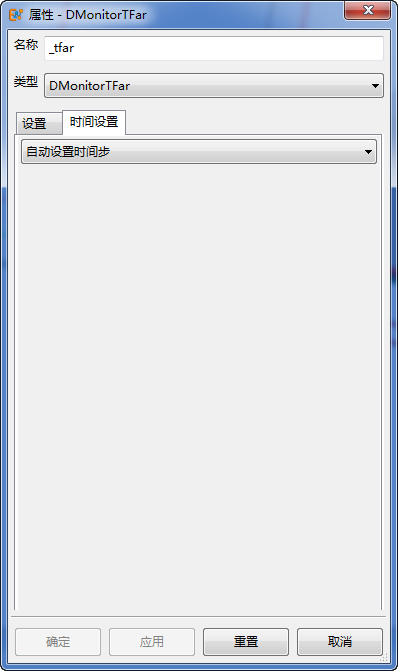 属性 - DMonitorTFar
名称 _tfar
类型 DMonitorTFar
设置 时间设置
自动设置时间步
确定 应用 重置 取消